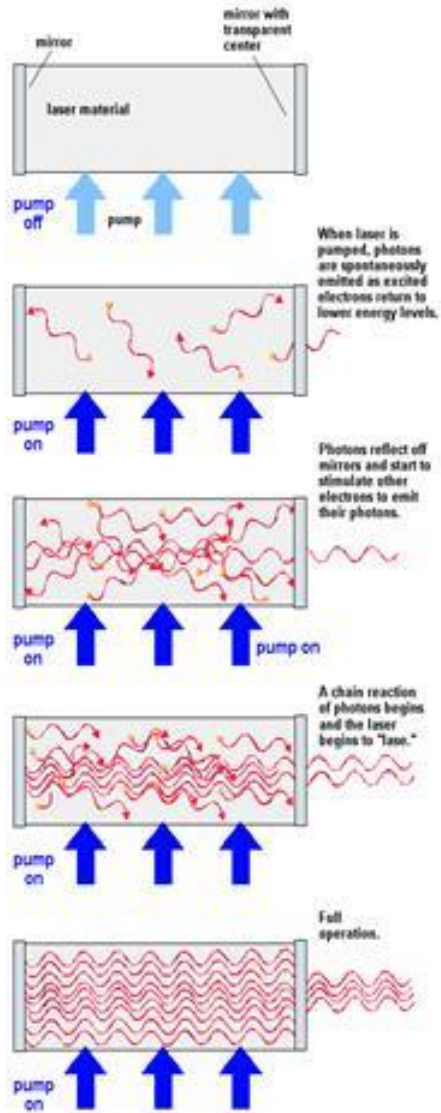 mirror
mirror with
transparent
center
laser material
pump
off
pump
When laser is
pumped, photons
are spontaneously
emitted as excited
electrons return to
lower energy levels.
pump
on
Photons reflect off
mirrors and start to
stimulate other
electrons to emit
their photons.
pump
on
pump on
A chain reaction
of photons begins
and the laser
begins to "lase."
pump
on
Full
operation.
pump
on